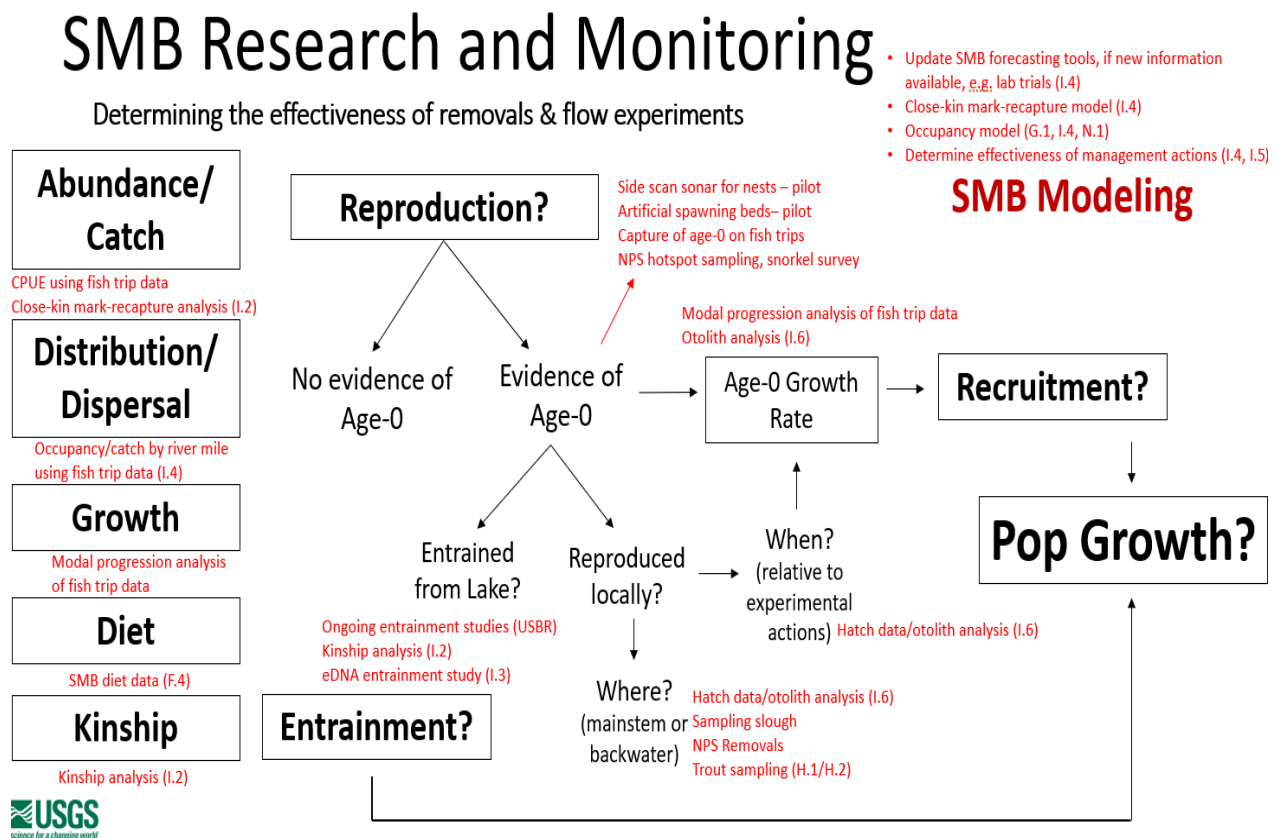 SMB Research and Monitoring
Determining the effectiveness of removals & flow experiments
• Update SMB forecasting tools, if new information
available, e.g. lab trials (I.4)
• Close-kin mark-recapture model (I.4)
• Occupancy model (G.1, I.4, N.1)
• Determine effectiveness of management actions (I.4, I.5)
SMB Modeling
Abundance/
Catch
CPUE using fish trip data
Close-kin mark-recapture analysis (I.2)
Distribution/
Dispersal
Occupancy/catch by river mile
using fish trip data (I.4)
Growth
Modal progression analysis
of fish trip data
Diet
SMB diet data (F.4)
Kinship
Kinship analysis (I.2)
Reproduction?
Side scan sonar for nests – pilot
Artificial spawning beds– pilot
Capture of age-0 on fish trips
NPS hotspot sampling, snorkel survey
No evidence of
Age-0
Evidence of
Age-0
Modal progression analysis of fish trip data
Otolith analysis (I.6)
Age-0 Growth
Rate
Recruitment?
Pop Growth?
Entrained
from Lake?
Ongoing entrainment studies (USBR)
Kinship analysis (I.2)
eDNA entrainment study (I.3)
Reproduced
locally?
When?
(relative to
experimental
actions)
Hatch data/otolith analysis (I.6)
Where?
(mainstem or
backwater)
Hatch data/otolith analysis (I.6)
Sampling slough
NPS Removals
Trout sampling (H.1/H.2)
Entrainment?
USGS
science for a changing world